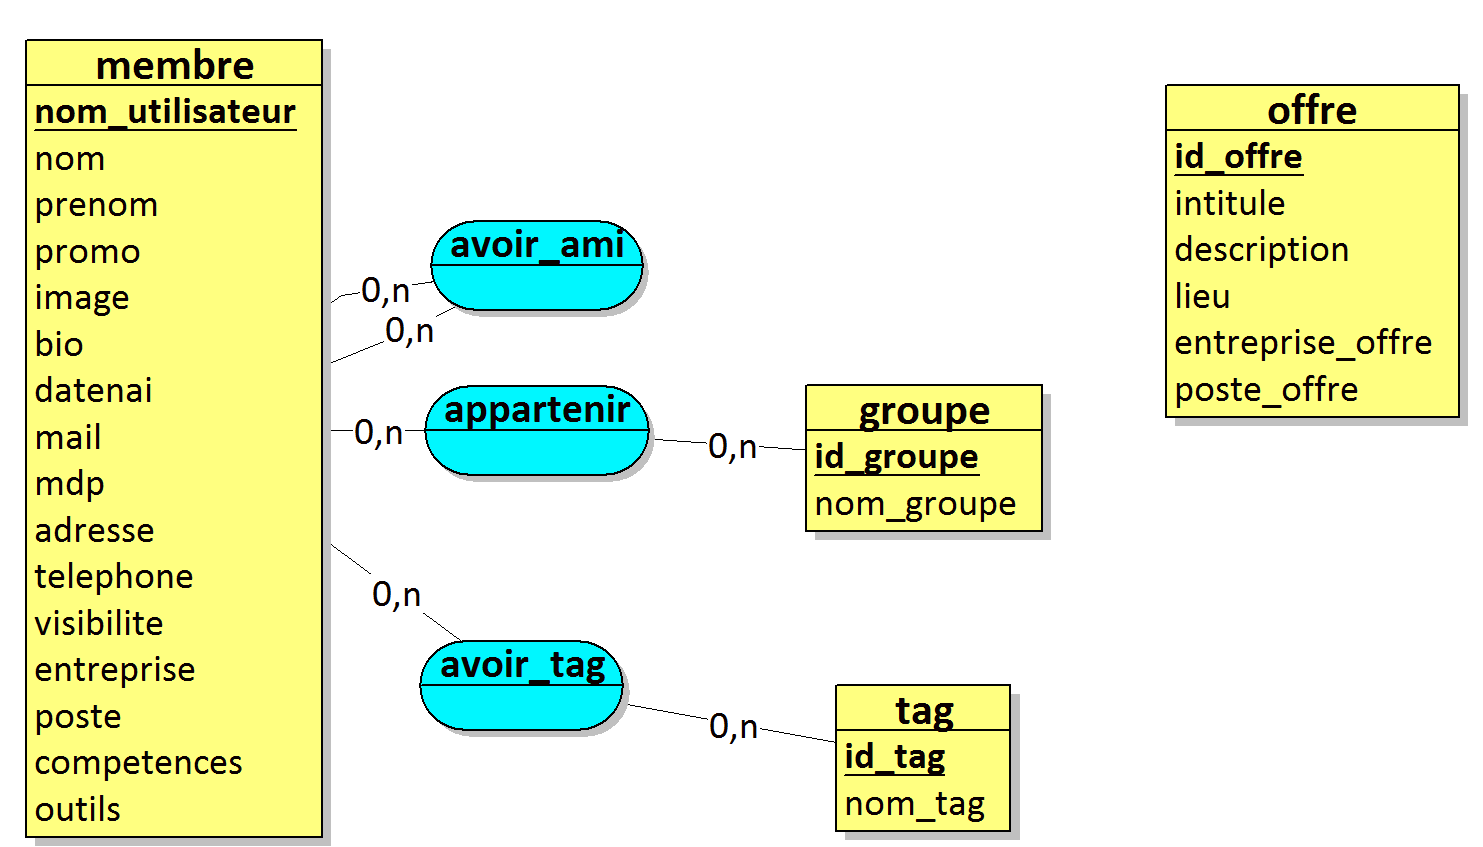 membre
nom_utilisateur
nom
prenom
promo
image
bio
datenai
mail
mdp
adresse
telephone
visibilite
entreprise
poste
competences
outils
avoir_ami
0,n
0,n
appartenir
0,n
0,n
groupe
id_groupe
nom_groupe
0,n
avoir_tag
0,n
tag
id_tag
nom_tag
offre
id_offre
intitule
description
lieu
entreprise_offre
poste_offre